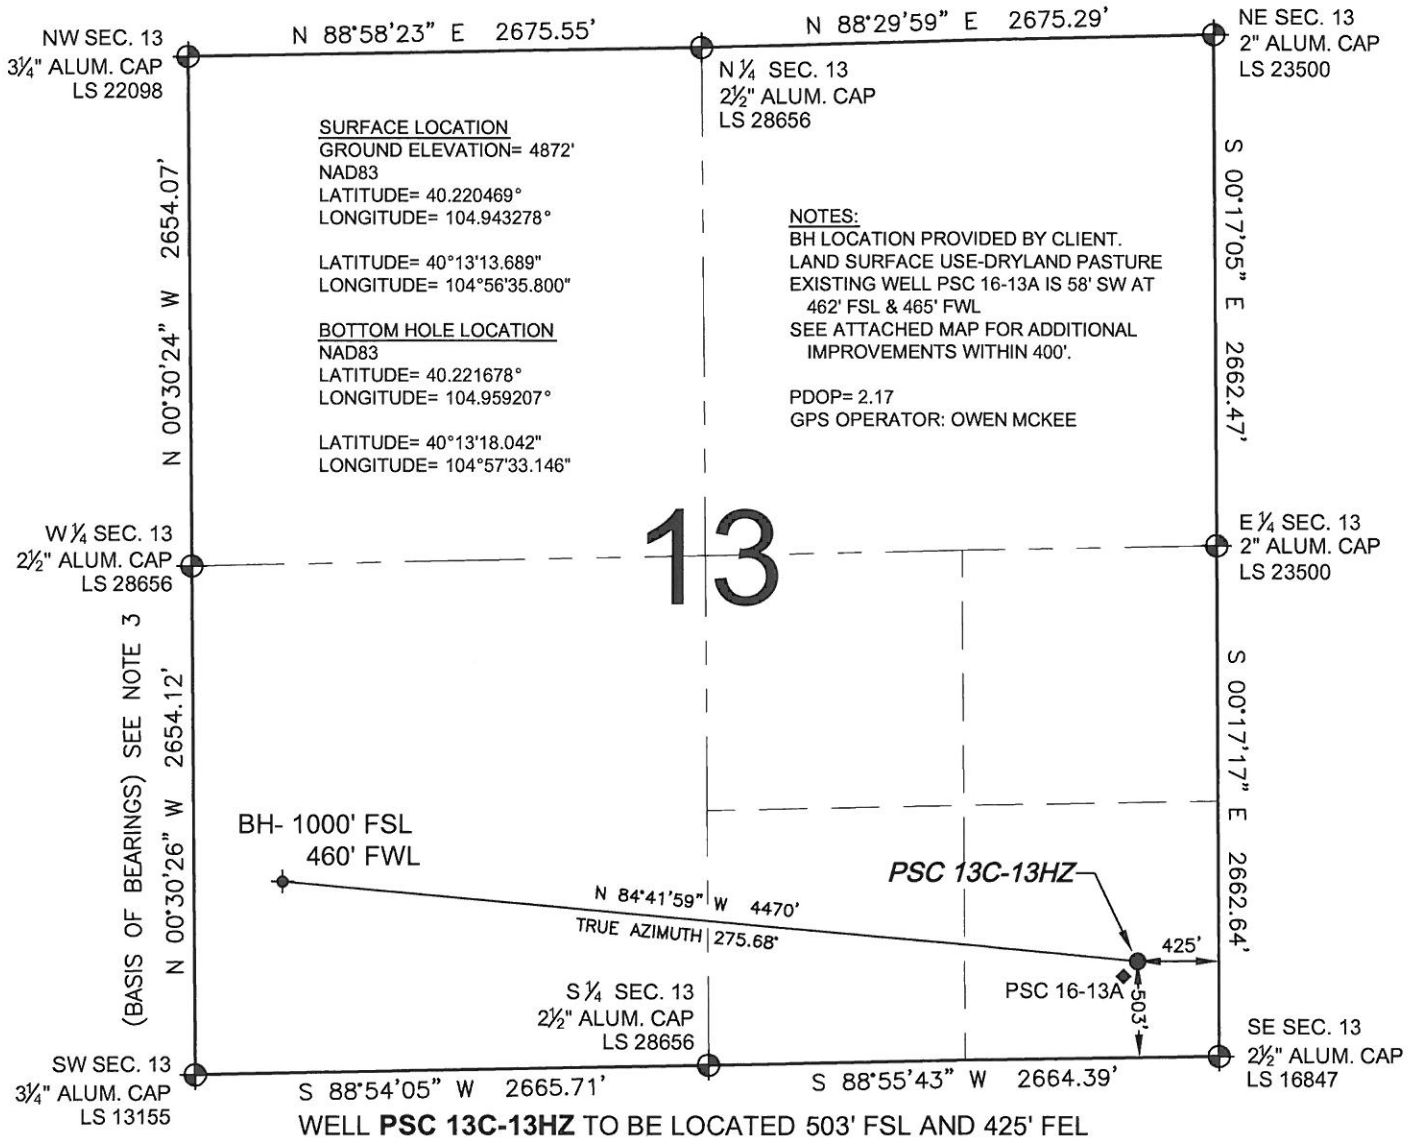 N 88°58'23" E 2675.55'
N 88°29'59" E 2675.29'
NW SEC. 13
3¼" ALUM. CAP
LS 22098
N ¼ SEC. 13
2½" ALUM. CAP
LS 28656
NE SEC. 13
2" ALUM. CAP
LS 23500
SURFACE LOCATION
GROUND ELEVATION= 4872'
NAD83
LATITUDE= 40.220469°
LONGITUDE= 104.943278°
LATITUDE= 40°13'13.689"
LONGITUDE= 104°56'35.800"
BOTTOM HOLE LOCATION
NAD83
LATITUDE= 40.221678°
LONGITUDE= 104.959207°
LATITUDE= 40°13'18.042"
LONGITUDE= 104°57'33.146"
NOTES:
BH LOCATION PROVIDED BY CLIENT.
LAND SURFACE USE-DRYLAND PASTURE
EXISTING WELL PSC 16-13A IS 58' SW AT
462' FSL & 465' FWL
SEE ATTACHED MAP FOR ADDITIONAL
IMPROVEMENTS WITHIN 400'.
PDOP= 2.17
GPS OPERATOR: OWEN MCKEE
N 00°30'24" W 2654.07'
S 00°17'05" E 2662.47'
W ¼ SEC. 13
2½" ALUM. CAP
LS 28656
13
E ¼ SEC. 13
2" ALUM. CAP
LS 23500
(BASIS OF BEARINGS) SEE NOTE 3
N 00°30'26" W 2654.12'
S 00°17'17" E 2662.64'
BH- 1000' FSL
460' FWL
N 84°41'59" W 4470'
TRUE AZIMUTH 275.68°
PSC 13C-13HZ
425'
PSC 16-13A
503'
S ¼ SEC. 13
2½" ALUM. CAP
LS 28656
SW SEC. 13
3¼" ALUM. CAP
LS 13155
SE SEC. 13
2½" ALUM. CAP
LS 16847
S 88°54'05" W 2665.71'
S 88°55'43" W 2664.39'
WELL PSC 13C-13HZ TO BE LOCATED 503' FSL AND 425' FEL